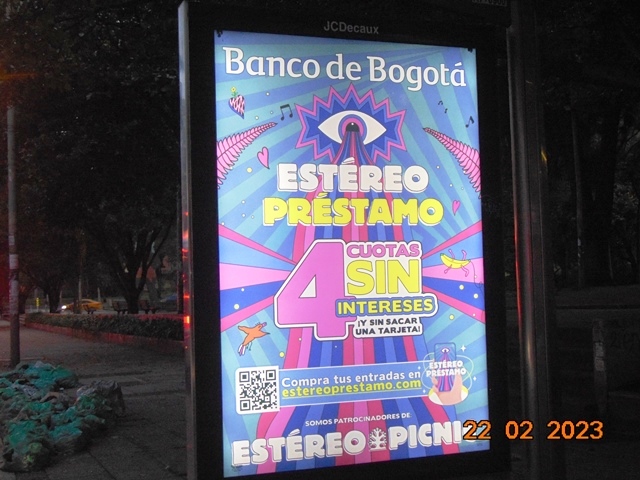 JCDecaux
Banco de Bogotá
ESTÉREO
PRÉSTAMO
4
CUOTAS
SIN
INTERESES
¡Y SIN SACAR
UNA TARJETA!
Compra tus entradas en
estereoprestamo.com
ESTÉREO
PRÉSTAMO
SOMOS PATROCINADORES DE
ESTÉREO PICNI
22 02 2023